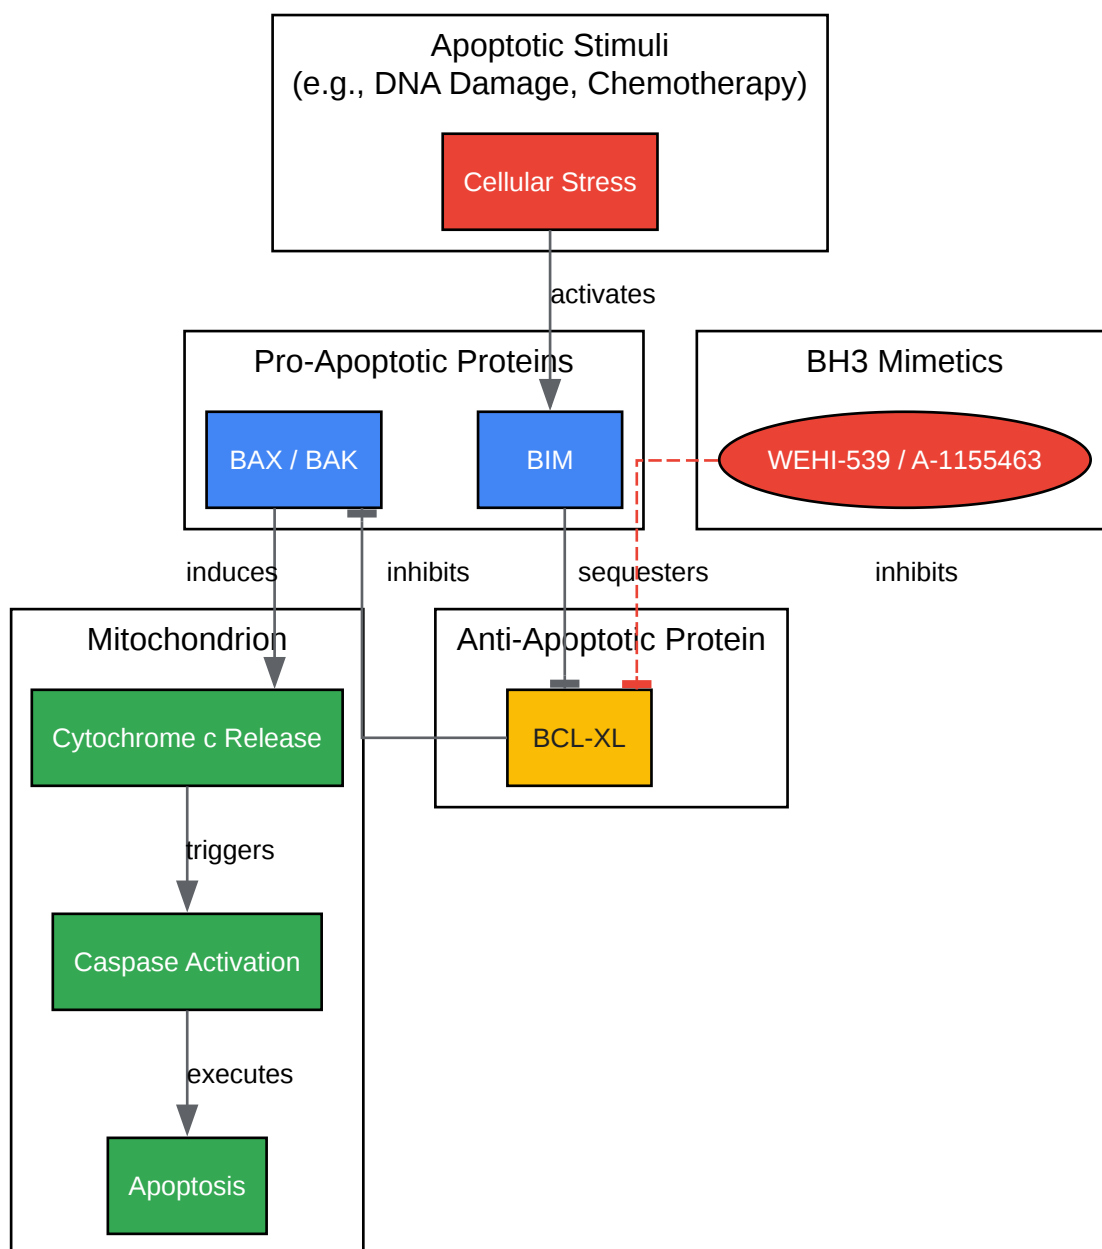 Apoptotic Stimuli
(e.g., DNA Damage, Chemotherapy)
Cellular Stress
activates
Pro-Apoptotic Proteins
BH3 Mimetics
BAX / BAK
BIM
WEHI-539 / A-1155463
induces
inhibits
sequesters
inhibits
Mitochondrion
Anti-Apoptotic Protein
Cytochrome c Release
BCL-XL
triggers
Caspase Activation
executes
Apoptosis